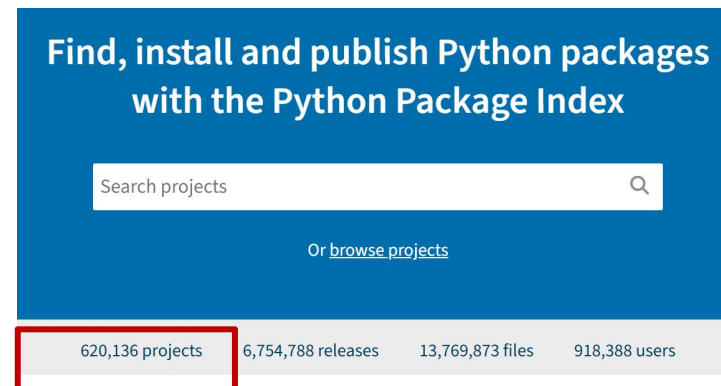 Find, install and publish Python packages
with the Python Package Index
Search projects
Or browse projects
620,136 projects 6,754,788 releases 13,769,873 files 918,388 users